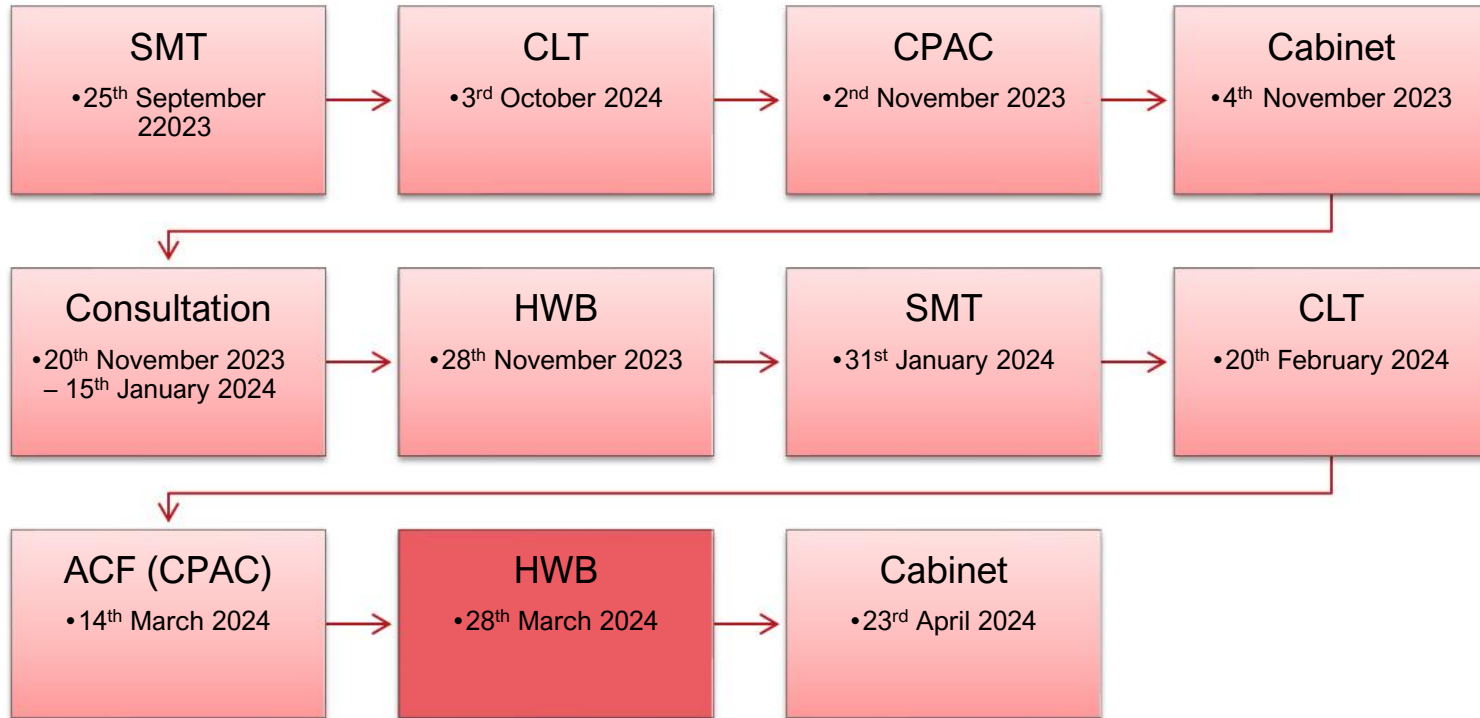 SMT
•25th September
22023
CLT
•3rd October 2024
CPAC
•2nd November 2023
Cabinet
•4th November 2023
Consultation
•20th November 2023
– 15th January 2024
HWB
•28th November 2023
SMT
•31st January 2024
CLT
•20th February 2024
ACF (CPAC)
•14th March 2024
HWB
•28th March 2024
Cabinet
•23rd April 2024